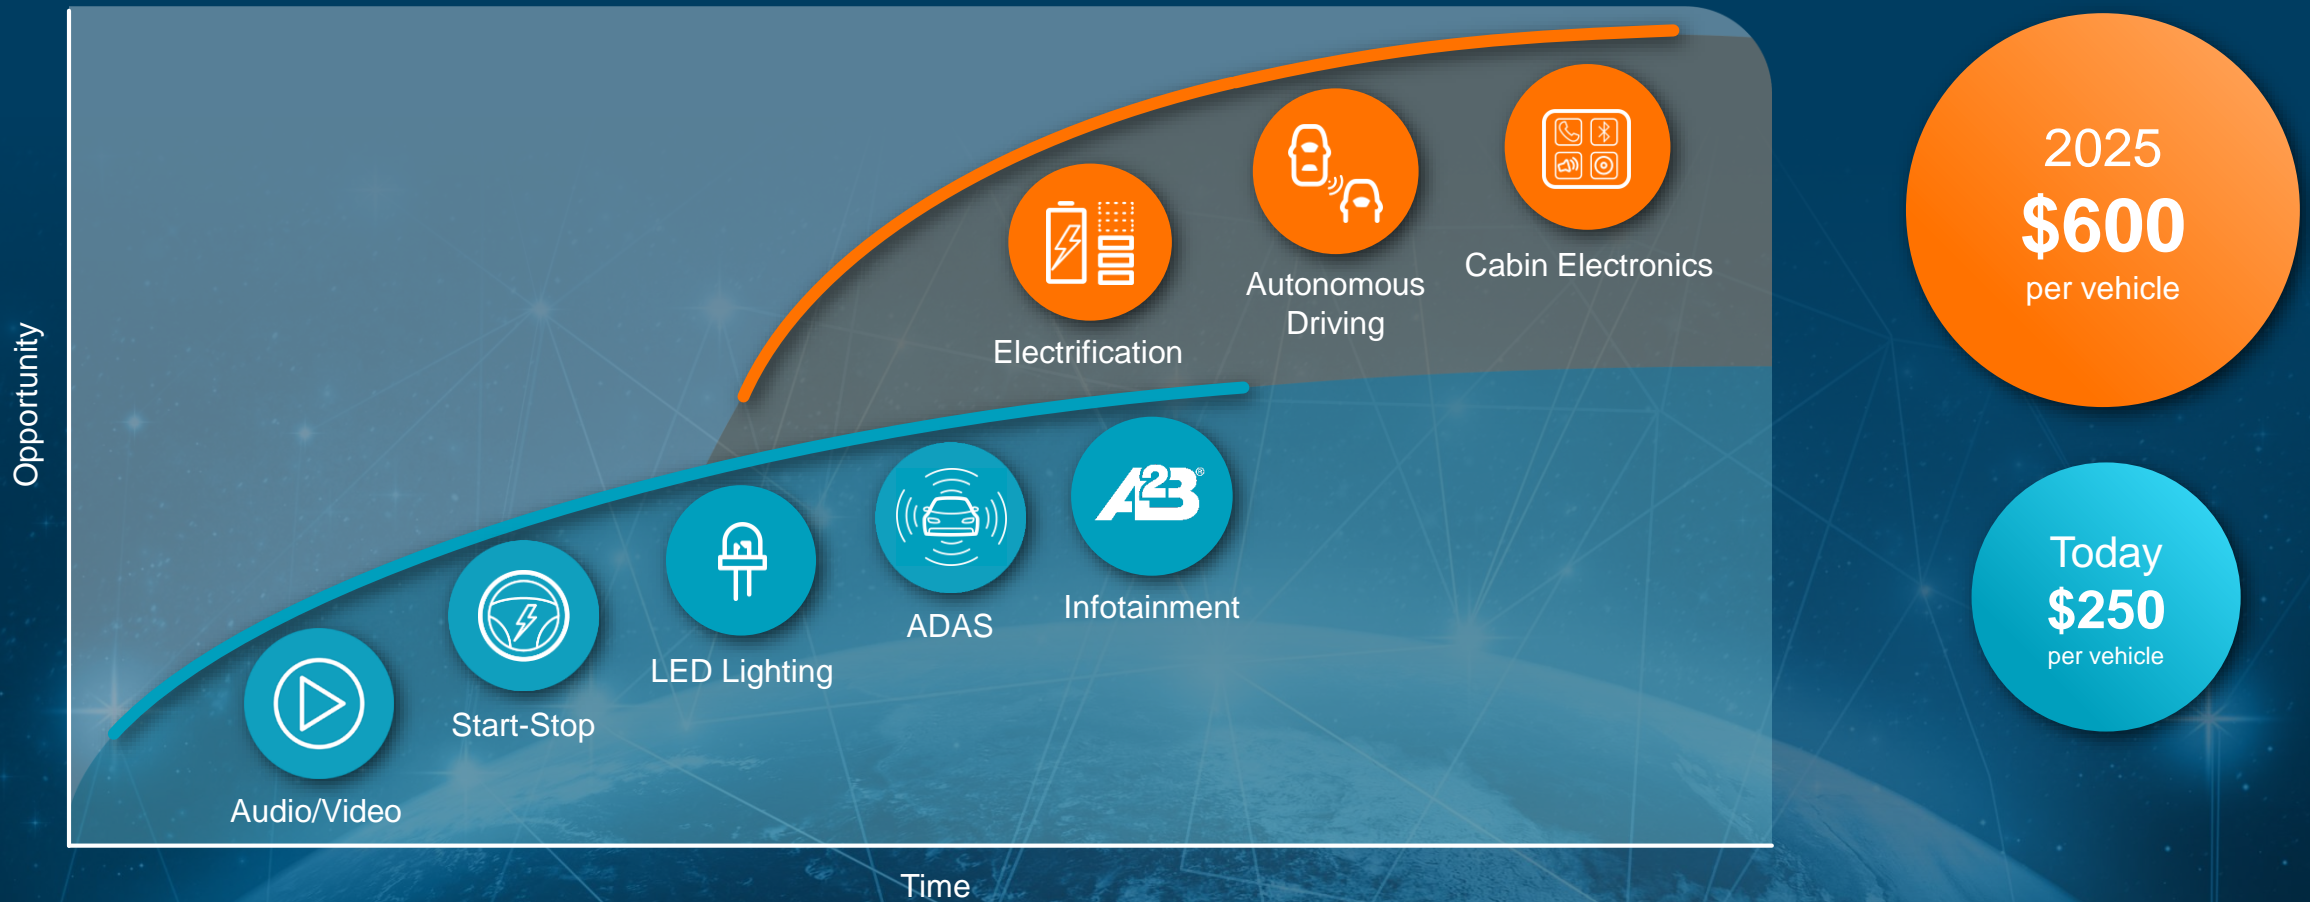 Opportunity
Electrification
Autonomous
Driving
Cabin Electronics
Audio/Video
Start-Stop
LED Lighting
ADAS
A2B®
Infotainment
Time
2025
$600
per vehicle
Today
$250
per vehicle